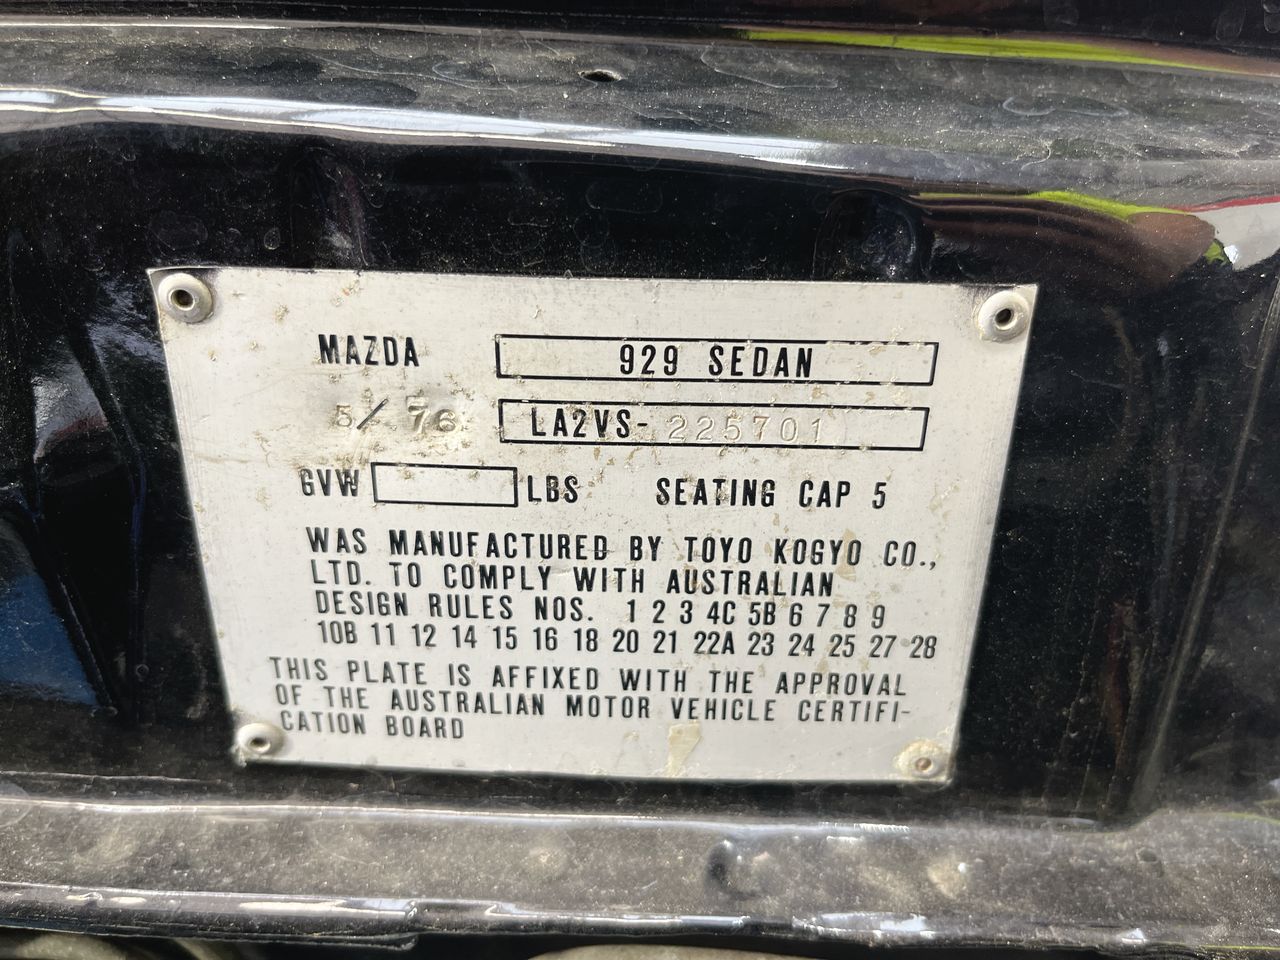 MAZDA 929 SEDAN
5/ 76 LA2VS-225701
GVW LBS SEATING CAP 5
WAS MANUFACTURED BY TOYO KOGYO CO.,
LTD. TO COMPLY WITH AUSTRALIAN
DESIGN RULES NOS. 1 2 3 4C 5B 6 7 8 9
10B 11 12 14 15 16 18 20 21 22A 23 24 25 27 28
THIS PLATE IS AFFIXED WITH THE APPROVAL
OF THE AUSTRALIAN MOTOR VEHICLE CERTIFI-
CATION BOARD